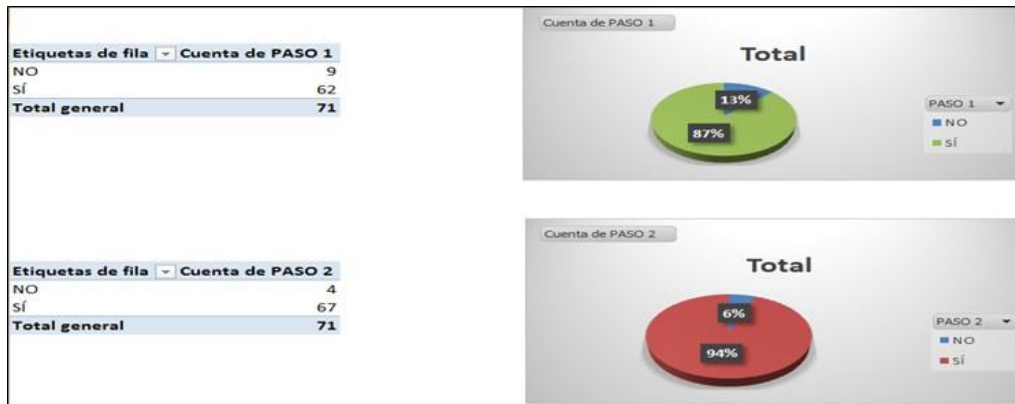 Etiquetas de fila Cuenta de PASO 1
NO 9
SÍ 62
Total general 71
Cuenta de PASO 1
Total
13%
87%
PASO 1
NO
SÍ
Etiquetas de fila Cuenta de PASO 2
NO 4
SÍ 67
Total general 71
Cuenta de PASO 2
Total
6%
94%
PASO 2
NO
SÍ